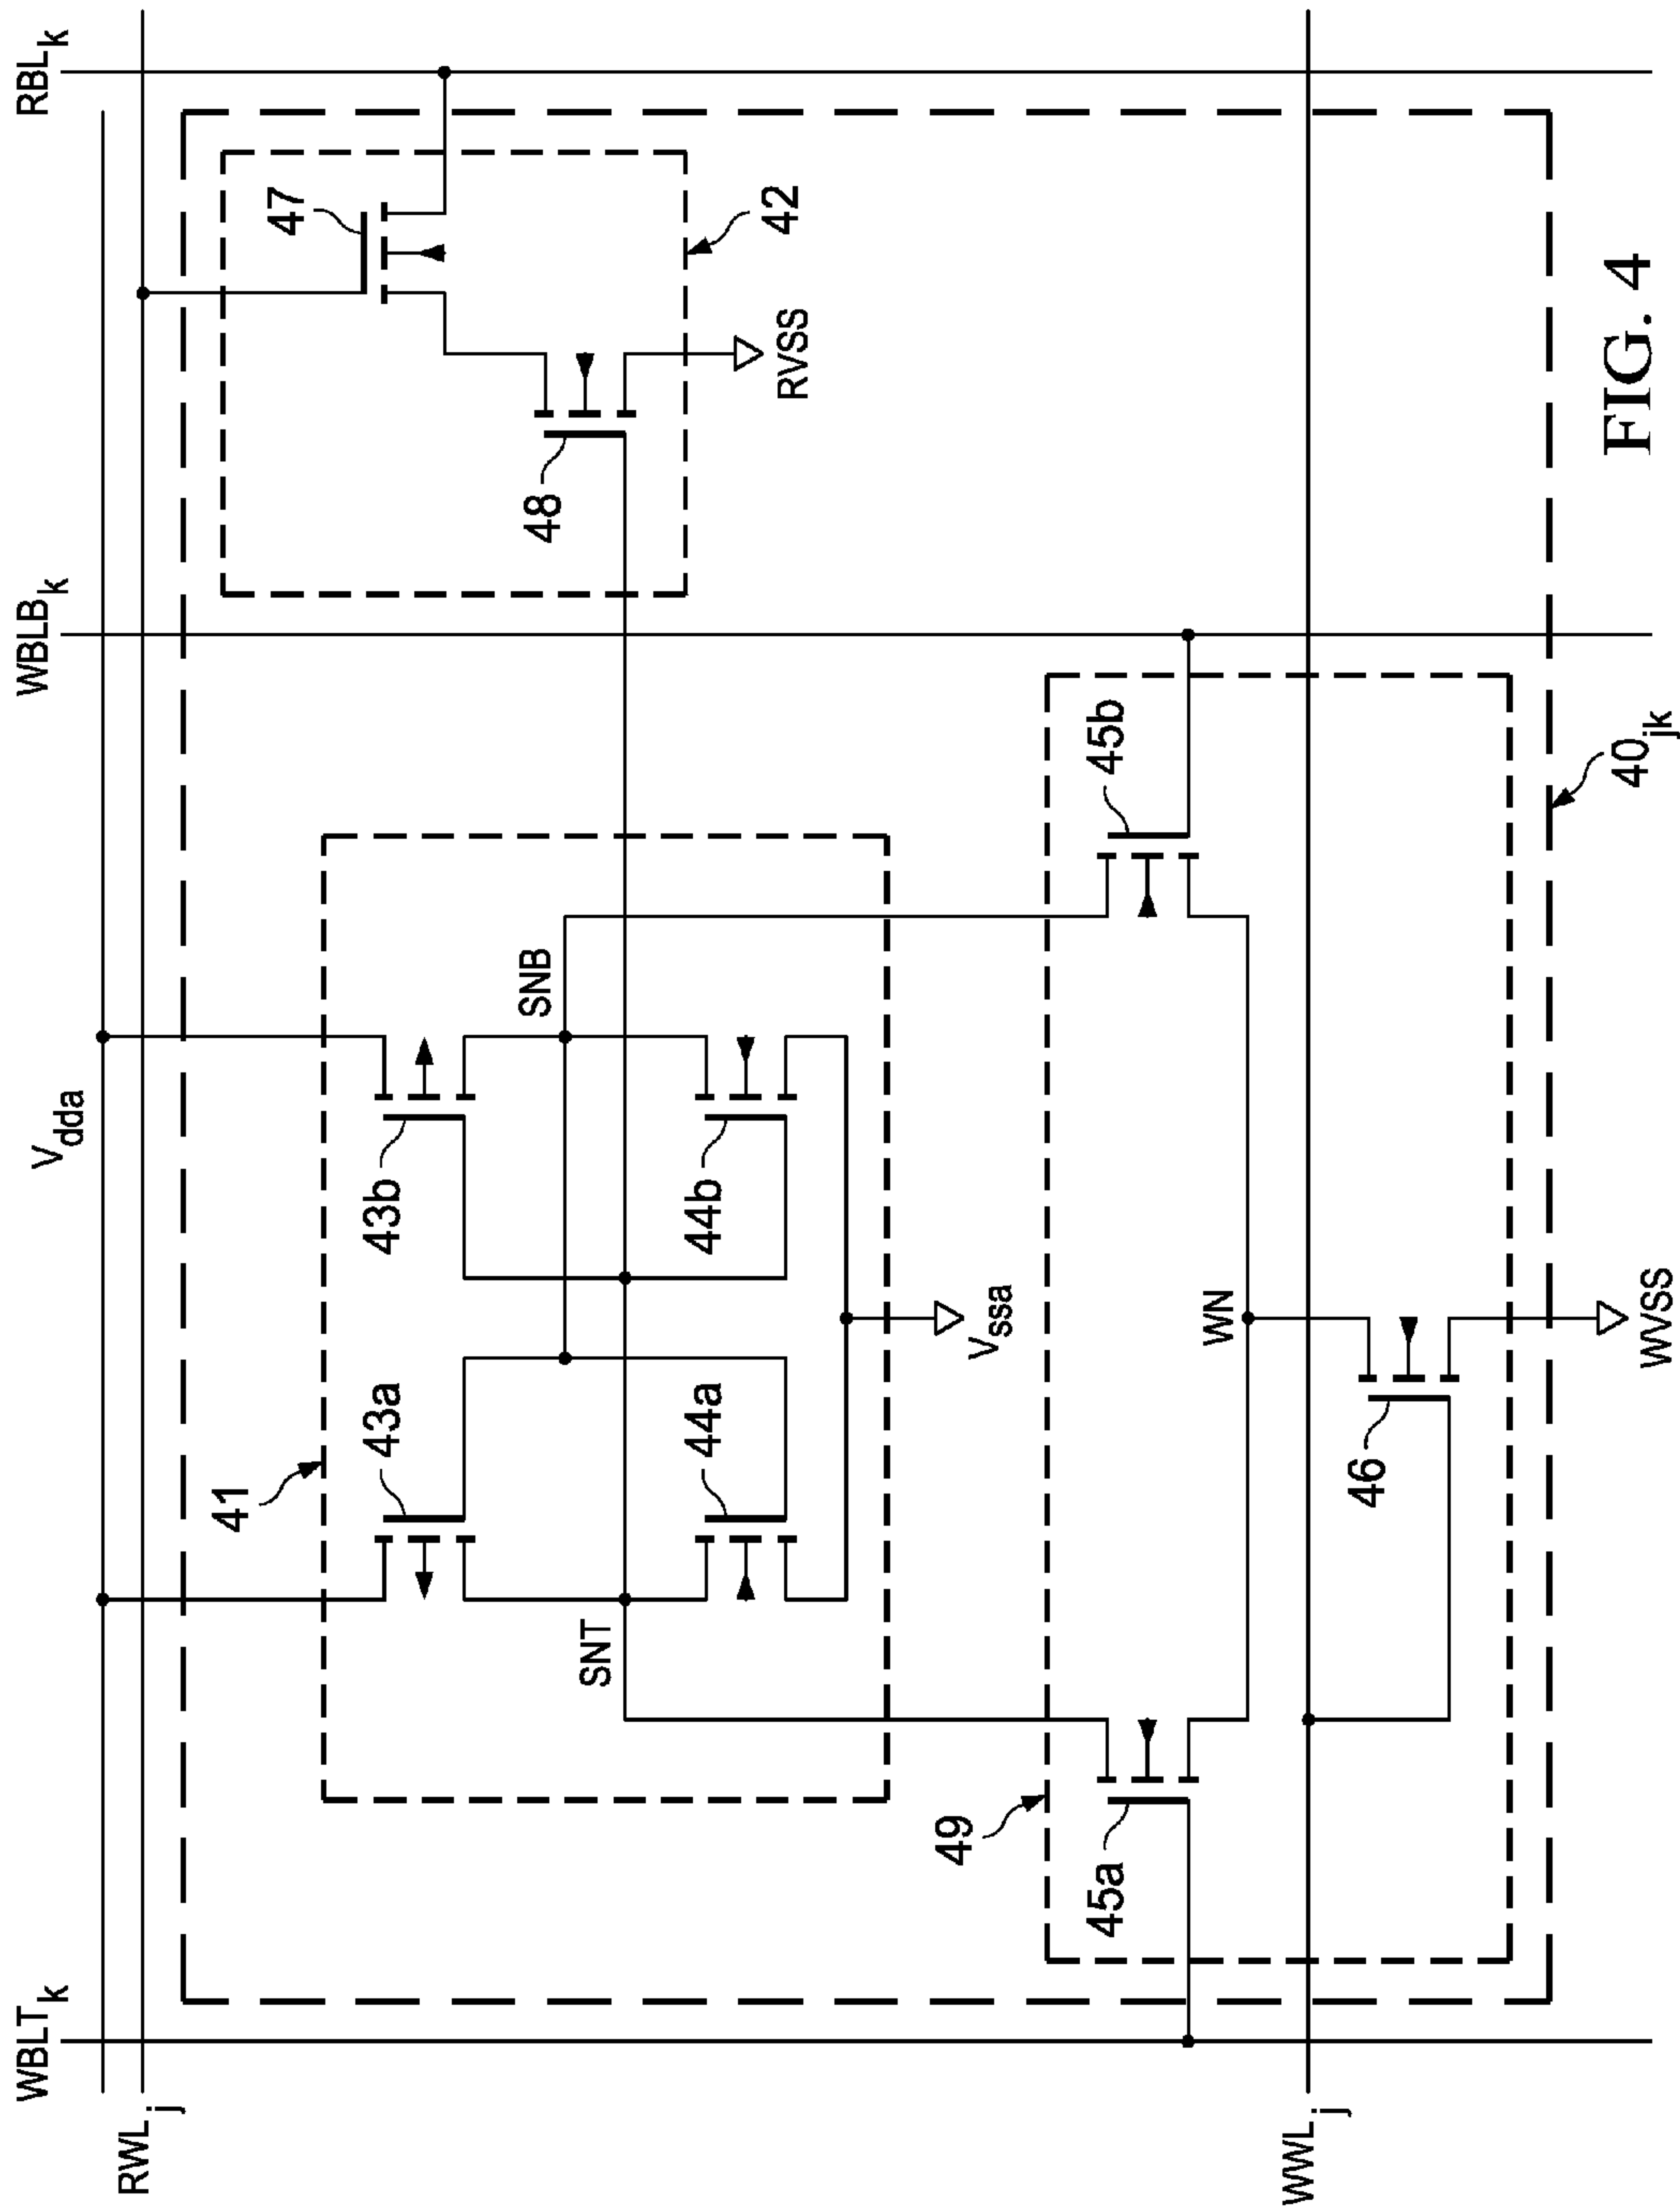 WBLTk
WBLBk
RBLk
Vdda
RWLj
41
43a
43b
47
SNB
SNT
44a
44b
48
42
RVSS
Vssa
49
45a
45b
WN
WWLj
46
WVSS
40jk
FIG. 4